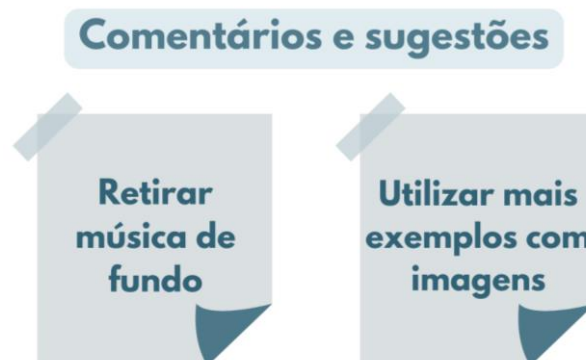 Comentários e sugestões
Retirar
música de
fundo
Utilizar mais
exemplos com
imagens